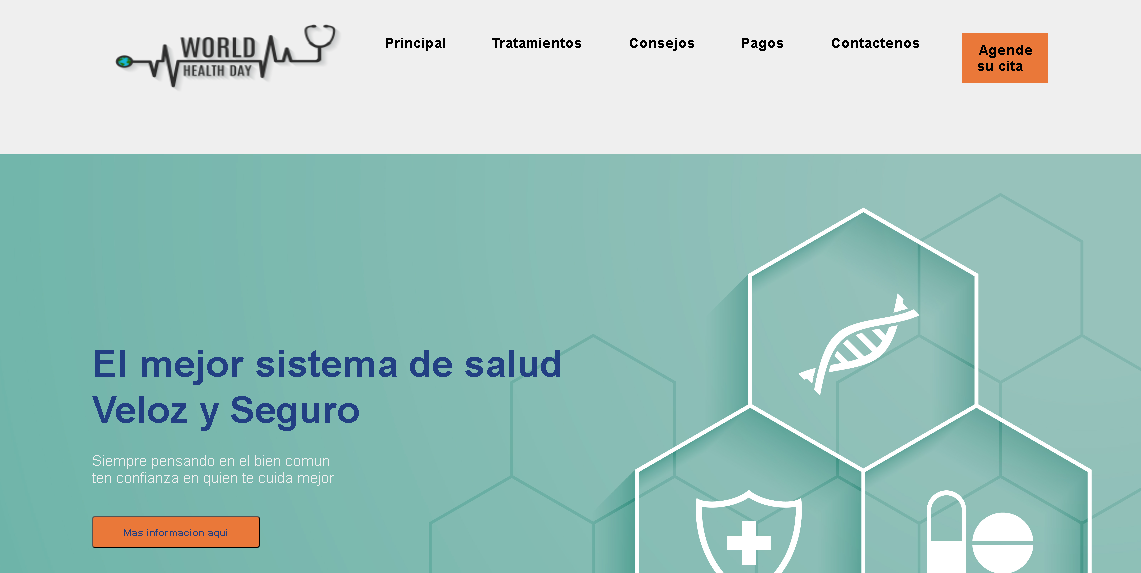 WORLD
HEALTH DAY
Principal
Tratamientos
Consejos
Pagos
Contactenos
Agende
su cita
El mejor sistema de salud
Veloz y Seguro
Siempre pensando en el bien comun
ten confianza en quien te cuida mejor
Mas informacion aqui